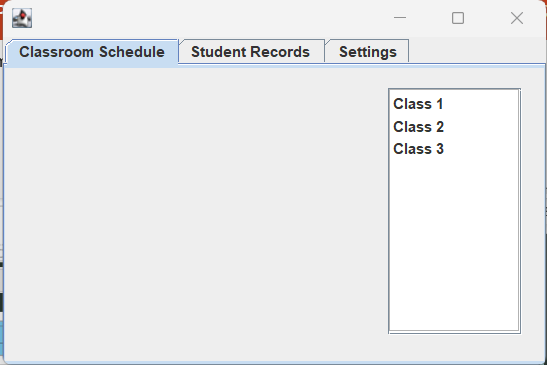 Classroom Schedule Student Records Settings
Class 1
Class 2
Class 3